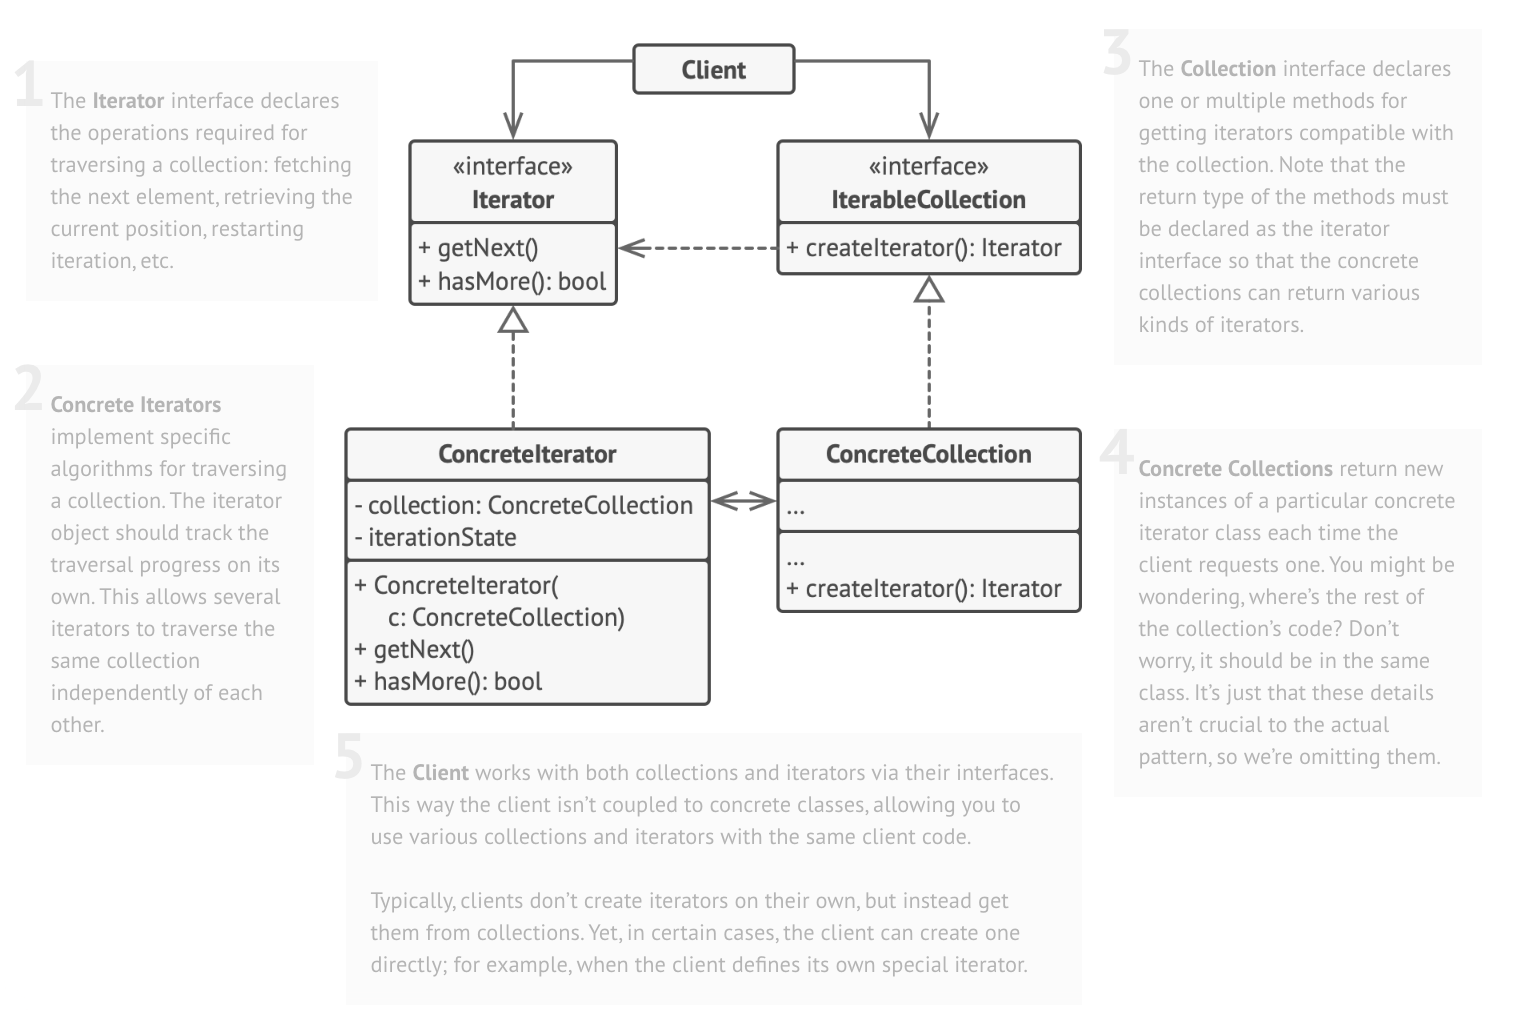 1
The Iterator interface declares
the operations required for
traversing a collection: fetching
the next element, retrieving the
current position, restarting
iteration, etc.
2
Concrete Iterators
implement specific
algorithms for traversing
a collection. The iterator
object should track the
traversal progress on its
own. This allows several
iterators to traverse the
same collection
independently of each
other.
Client
«interface»
Iterator
+ getNext()
+ hasMore(): bool
«interface»
IterableCollection
+ createIterator(): Iterator
ConcreteIterator
- collection: ConcreteCollection
- iterationState
+ ConcreteIterator(
c: ConcreteCollection)
+ getNext()
+ hasMore(): bool
ConcreteCollection
...
...
+ createIterator(): Iterator
3
The Collection interface declares
one or multiple methods for
getting iterators compatible with
the collection. Note that the
return type of the methods must
be declared as the iterator
interface so that the concrete
collections can return various
kinds of iterators.
4
Concrete Collections return new
instances of a particular concrete
iterator class each time the
client requests one. You might be
wondering, where’s the rest of
the collection’s code? Don’t
worry, it should be in the same
class. It’s just that these details
aren’t crucial to the actual
pattern, so we’re omitting them.
5
The Client works with both collections and iterators via their interfaces.
This way the client isn’t coupled to concrete classes, allowing you to
use various collections and iterators with the same client code.
Typically, clients don’t create iterators on their own, but instead get
them from collections. Yet, in certain cases, the client can create one
directly; for example, when the client defines its own special iterator.